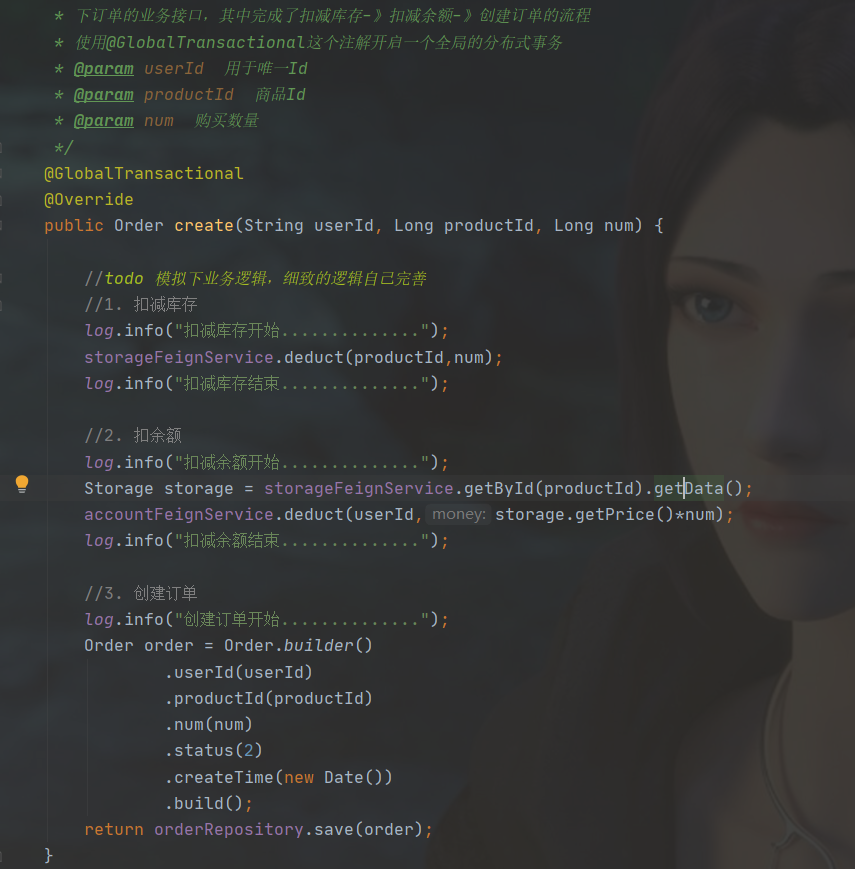 * 下订单的业务接口，其中完成了扣减库存-》扣减余额-》创建订单的流程
* 使用@GlobalTransactional这个注解开启一个全局的分布式事务
* @param userId  用于唯一Id
* @param productId  商品Id
* @param num  购买数量
*/
@GlobalTransactional
@Override
public Order create(String userId, Long productId, Long num) {
//todo 模拟下业务逻辑，细致的逻辑自己完善
//1. 扣减库存
log.info("扣减库存开始..............");
storageFeignService.deduct(productId,num);
log.info("扣减库存结束..............");
//2. 扣余额
log.info("扣减余额开始..............");
Storage storage = storageFeignService.getById(productId).getData();
accountFeignService.deduct(userId, money: storage.getPrice()*num);
log.info("扣减余额结束..............");
//3. 创建订单
log.info("创建订单开始..............");
Order order = Order.builder()
.userId(userId)
.productId(productId)
.num(num)
.status(2)
.createTime(new Date())
.build();
return orderRepository.save(order);
}